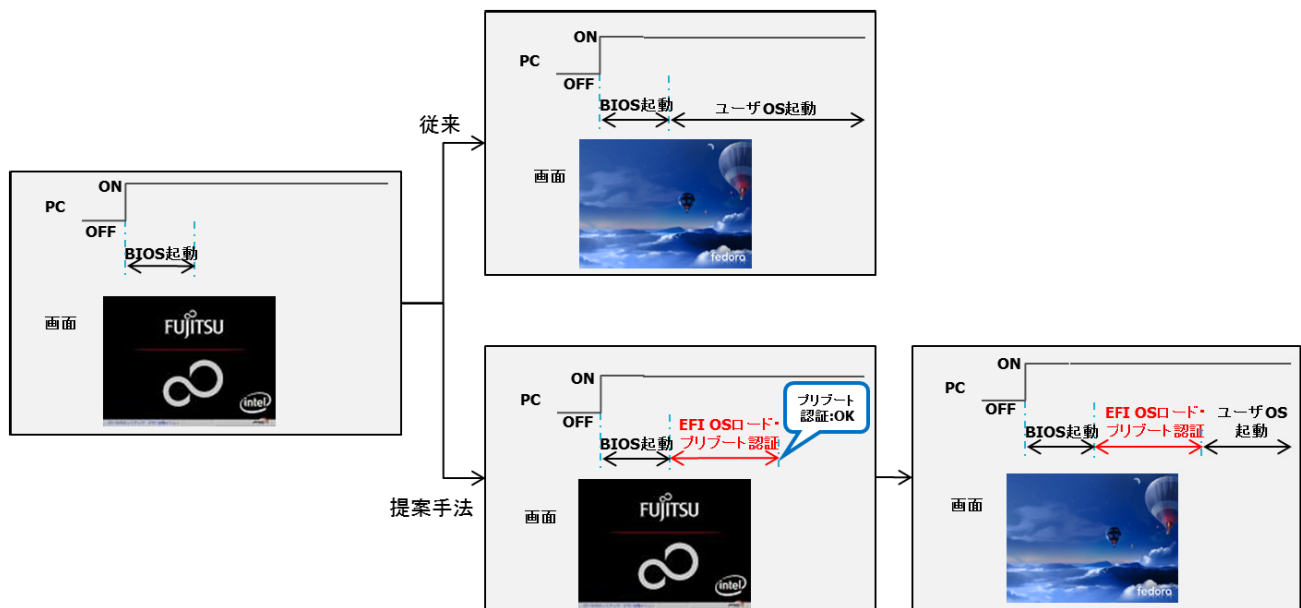 ON
PC
OFF
BIOS起動
画面
FUJITSU
intel
従来
ON
PC
OFF
BIOS起動
ユーザOS起動
画面
fedora
提案手法
ON
PC
OFF
BIOS起動
EFI OSロード・
プリブート認証
プリブート
認証:OK
画面
FUJITSU
intel
ON
PC
OFF
BIOS起動
EFI OSロード・
プリブート認証
ユーザOS
起動
画面
fedora